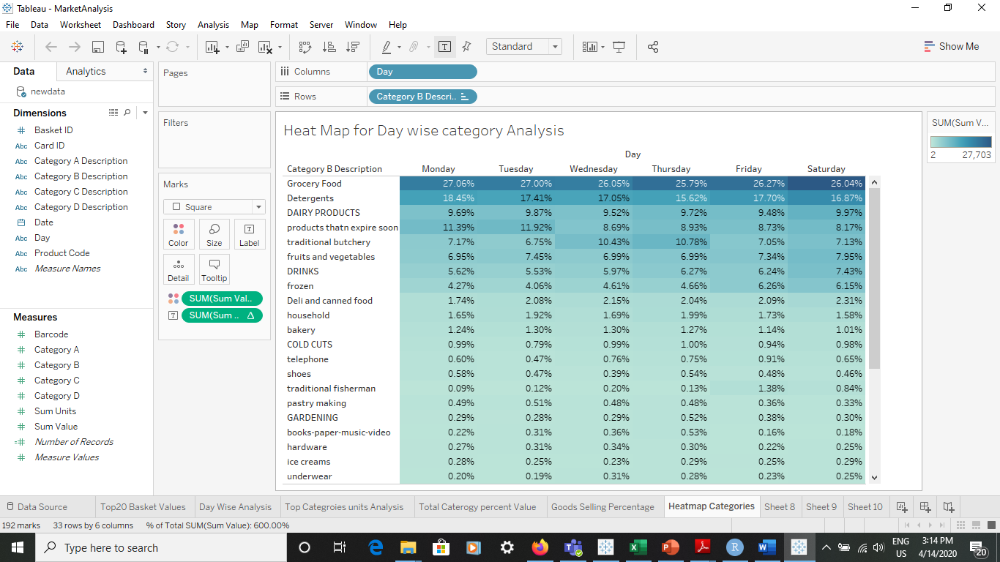 Tableau - MarketAnalysis
File Data Worksheet Dashboard Story Analysis Map Format Server Window Help
Standard
Show Me
Data Analytics
newdata
Dimensions
# Basket ID
Abc Card ID
Abc Category A Description
Abc Category B Description
Abc Category C Description
Abc Category D Description
Date
Abc Day
Abc Product Code
Abc Measure Names
Measures
# Barcode
# Category A
# Category B
# Category C
# Category D
# Sum Units
# Sum Value
=# Number of Records
# Measure Values
Pages
Filters
Marks
Square
Color Size T Label
Detail Tooltip
SUM(Sum Val..
T SUM(Sum .. Δ
Columns Day
Rows Category B Descri..
Heat Map for Day wise category Analysis
Day
Category B Description Monday Tuesday Wednesday Thursday Friday Saturday
Grocery Food 27.06% 27.00% 26.05% 25.79% 26.27% 26.04%
Detergents 18.45% 17.41% 17.05% 15.62% 17.70% 16.87%
DAIRY PRODUCTS 9.69% 9.87% 9.52% 9.72% 9.48% 9.97%
products thatn expire soon 11.39% 11.92% 8.69% 8.93% 8.73% 8.17%
traditional butchery 7.17% 6.75% 10.43% 10.78% 7.05% 7.13%
fruits and vegetables 6.95% 7.45% 6.99% 6.99% 7.34% 7.95%
DRINKS 5.62% 5.53% 5.97% 6.27% 6.24% 7.43%
frozen 4.27% 4.06% 4.61% 4.66% 6.26% 6.15%
Deli and canned food 1.74% 2.08% 2.15% 2.04% 2.09% 2.31%
household 1.65% 1.92% 1.69% 1.99% 1.73% 1.58%
bakery 1.24% 1.30% 1.30% 1.27% 1.14% 1.01%
COLD CUTS 0.99% 0.79% 0.99% 1.00% 0.94% 0.98%
telephone 0.60% 0.47% 0.76% 0.75% 0.91% 0.65%
shoes 0.58% 0.47% 0.39% 0.54% 0.48% 0.46%
traditional fisherman 0.09% 0.12% 0.20% 0.13% 1.38% 0.84%
pastry making 0.49% 0.51% 0.48% 0.48% 0.36% 0.33%
GARDENING 0.29% 0.28% 0.29% 0.52% 0.38% 0.30%
books-paper-music-video 0.22% 0.31% 0.36% 0.53% 0.16% 0.18%
hardware 0.27% 0.31% 0.34% 0.30% 0.22% 0.25%
ice creams 0.28% 0.25% 0.23% 0.29% 0.25% 0.29%
underwear 0.20% 0.19% 0.31% 0.28% 0.23% 0.25%
SUM(Sum V...
2 27,703
Data Source Top20 Basket Values Day Wise Analysis Top Categroies units Analysis Total Caterogy percent Value Goods Selling Percentage Heatmap Categories Sheet 8 Sheet 9 Sheet 10
192 marks 33 rows by 6 columns % of Total SUM(Sum Value): 600.00%
Type here to search
ENG 3:14 PM
US 4/14/2020
20